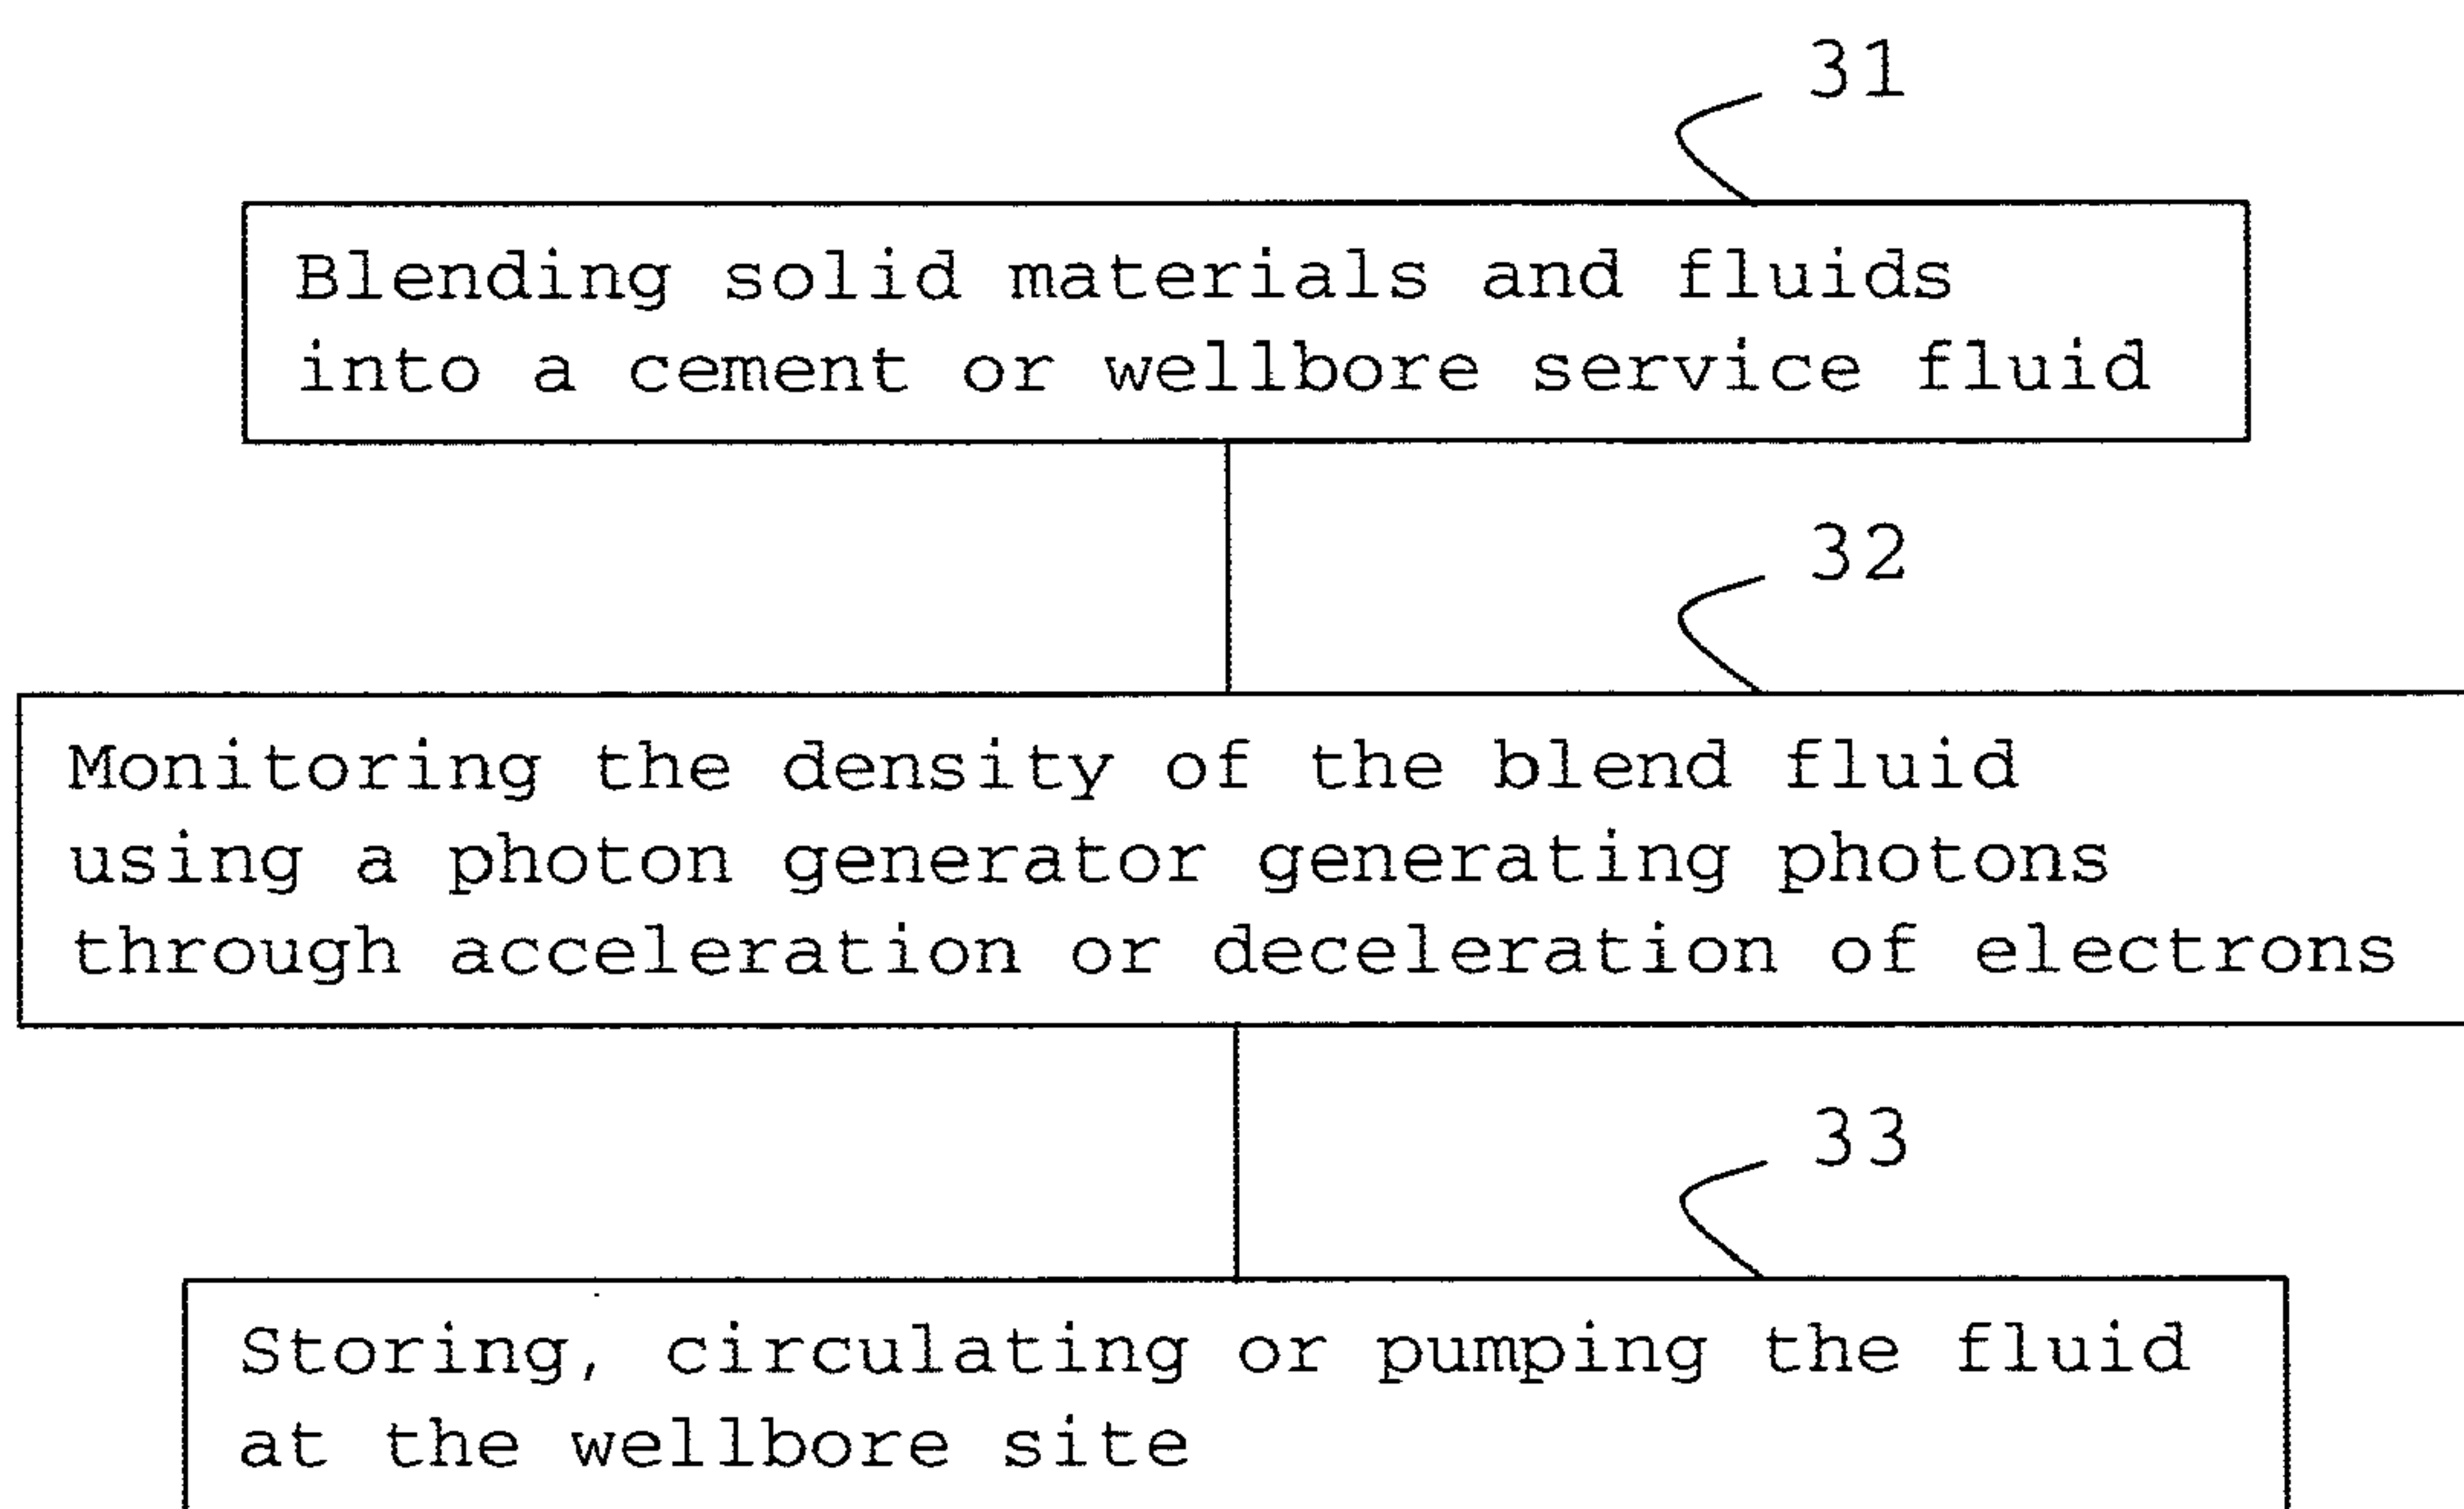 31
Blending solid materials and fluids
into a cement or wellbore service fluid
32
Monitoring the density of the blend fluid
using a photon generator generating photons
through acceleration or deceleration of electrons
33
Storing, circulating or pumping the fluid
at the wellbore site